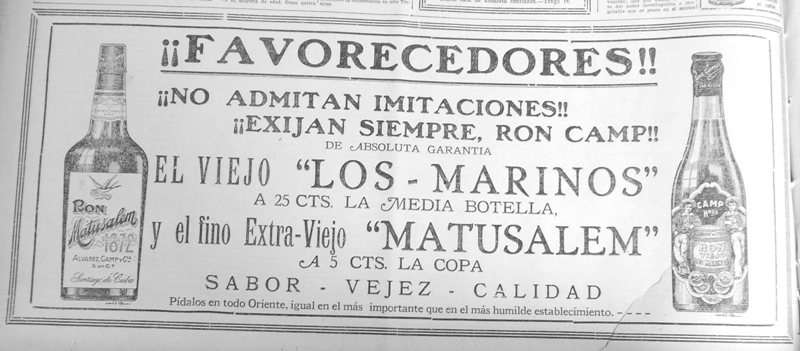 ¡¡FAVORECEDORES!!
¡¡NO ADMITAN IMITACIONES!!
¡¡EXIJAN SIEMPRE, RON CAMP!!
DE ABSOLUTA GARANTIA
EL VIEJO "LOS - MARINOS"
A 25 CTS. LA MEDIA BOTELLA,
y el fino Extra-Viejo "MATUSALEM"
A 5 CTS. LA COPA
SABOR - VEJEZ - CALIDAD
Pídalos en todo Oriente, igual en el más importante que en el más humilde establecimiento. - - - -
RON
Matusalem
1872
ALVAREZ, CAMP Y Cª
S en Cª
Santiago de Cuba
CAMP
RON
VIEJO